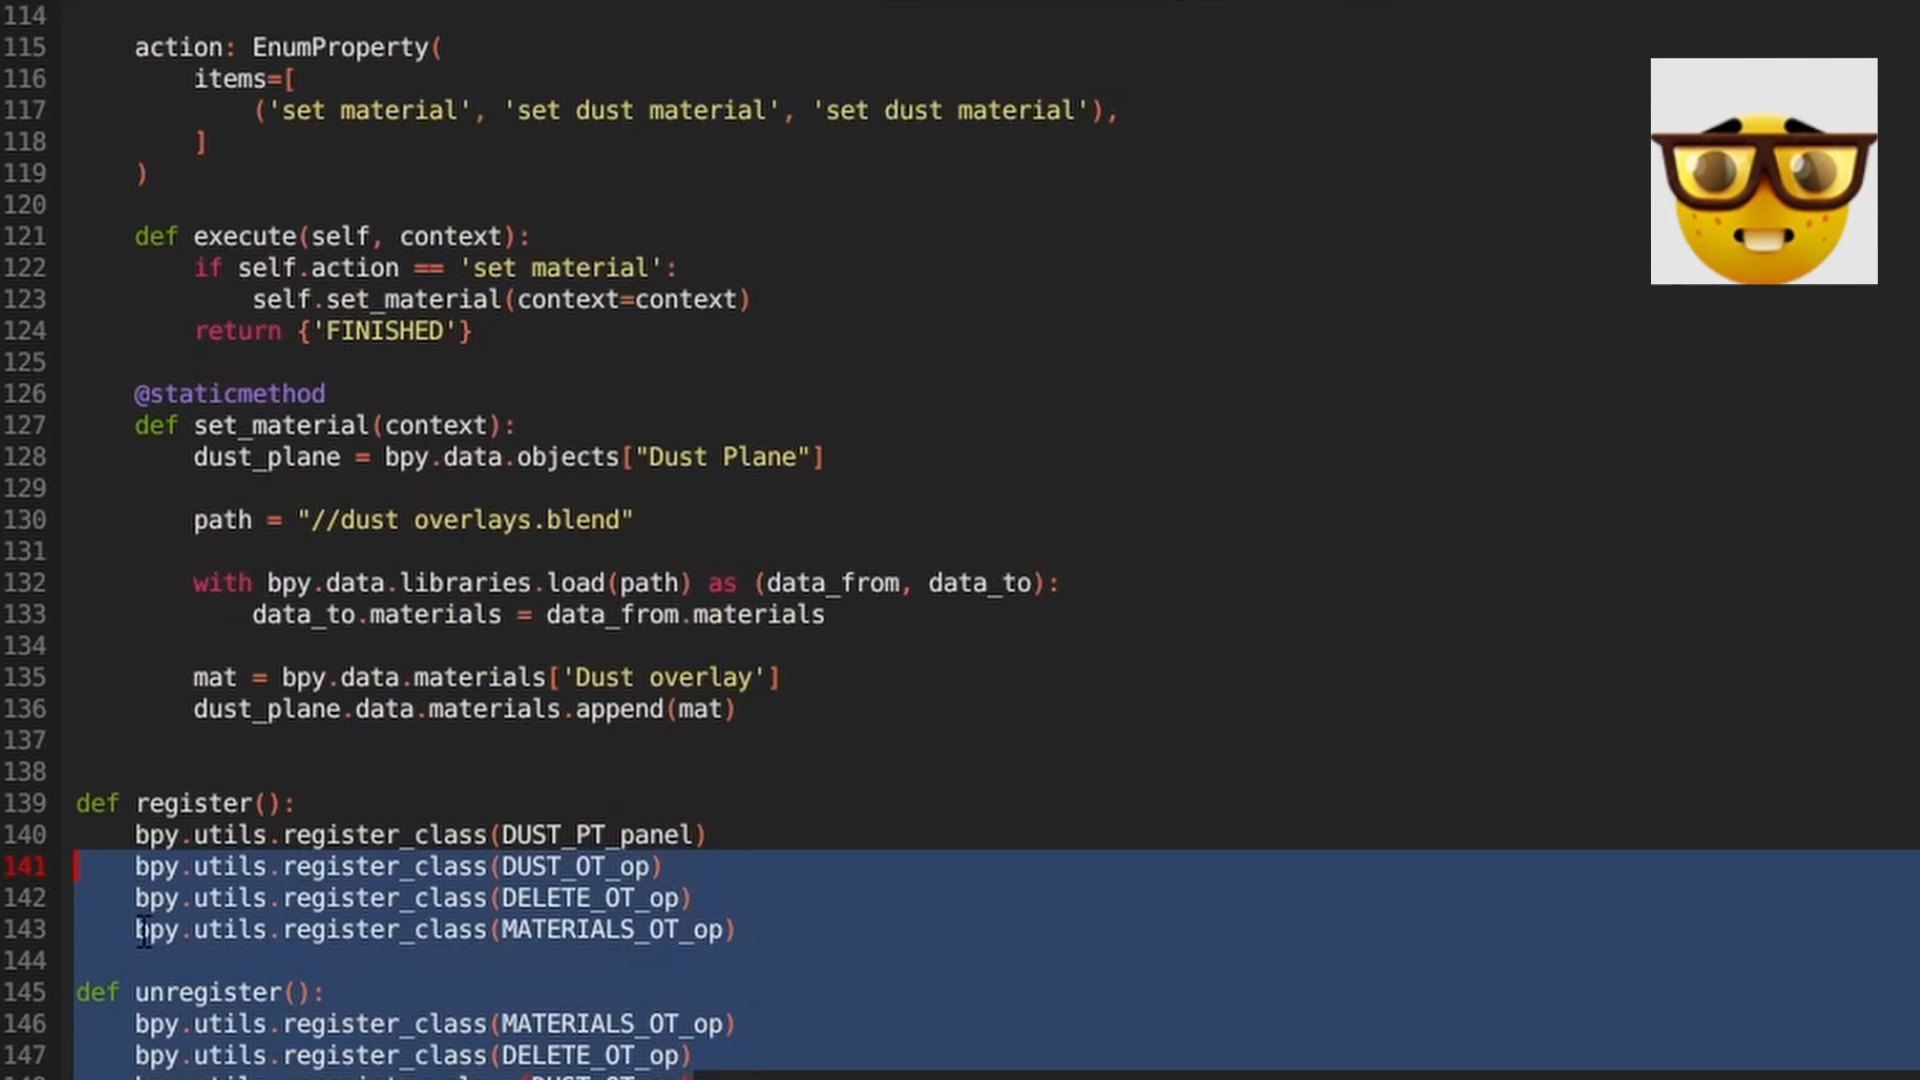 114
115 action: EnumProperty(
116 items=[
117 ('set material', 'set dust material', 'set dust material'),
118 ]
119 )
120
121 def execute(self, context):
122 if self.action == 'set material':
123 self.set_material(context=context)
124 return {'FINISHED'}
125
126 @staticmethod
127 def set_material(context):
128 dust_plane = bpy.data.objects["Dust Plane"]
129
130 path = "//dust overlays.blend"
131
132 with bpy.data.libraries.load(path) as (data_from, data_to):
133 data_to.materials = data_from.materials
134
135 mat = bpy.data.materials['Dust overlay']
136 dust_plane.data.materials.append(mat)
137
138
139 def register():
140 bpy.utils.register_class(DUST_PT_panel)
141 bpy.utils.register_class(DUST_OT_op)
142 bpy.utils.register_class(DELETE_OT_op)
143 bpy.utils.register_class(MATERIALS_OT_op)
144
145 def unregister():
146 bpy.utils.register_class(MATERIALS_OT_op)
147 bpy.utils.register_class(DELETE_OT_op)